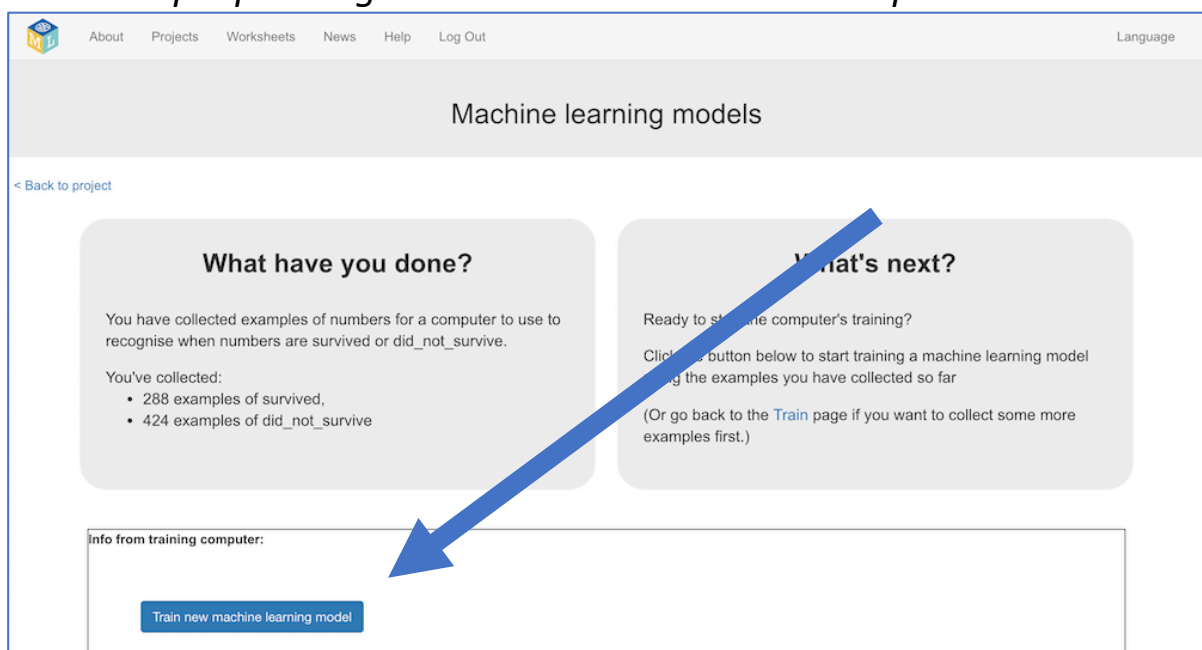 About Projects Worksheets News Help Log Out Language
Machine learning models
< Back to project
What have you done?
You have collected examples of numbers for a computer to use to
recognise when numbers are survived or did_not_survive.
You've collected:
• 288 examples of survived,
• 424 examples of did_not_survive
next?
Ready to computer's training?
button below to start training a machine learning model
the examples you have collected so far
(Or go back to the Train page if you want to collect some more
examples first.)
Info from training computer:
Train new machine learning model